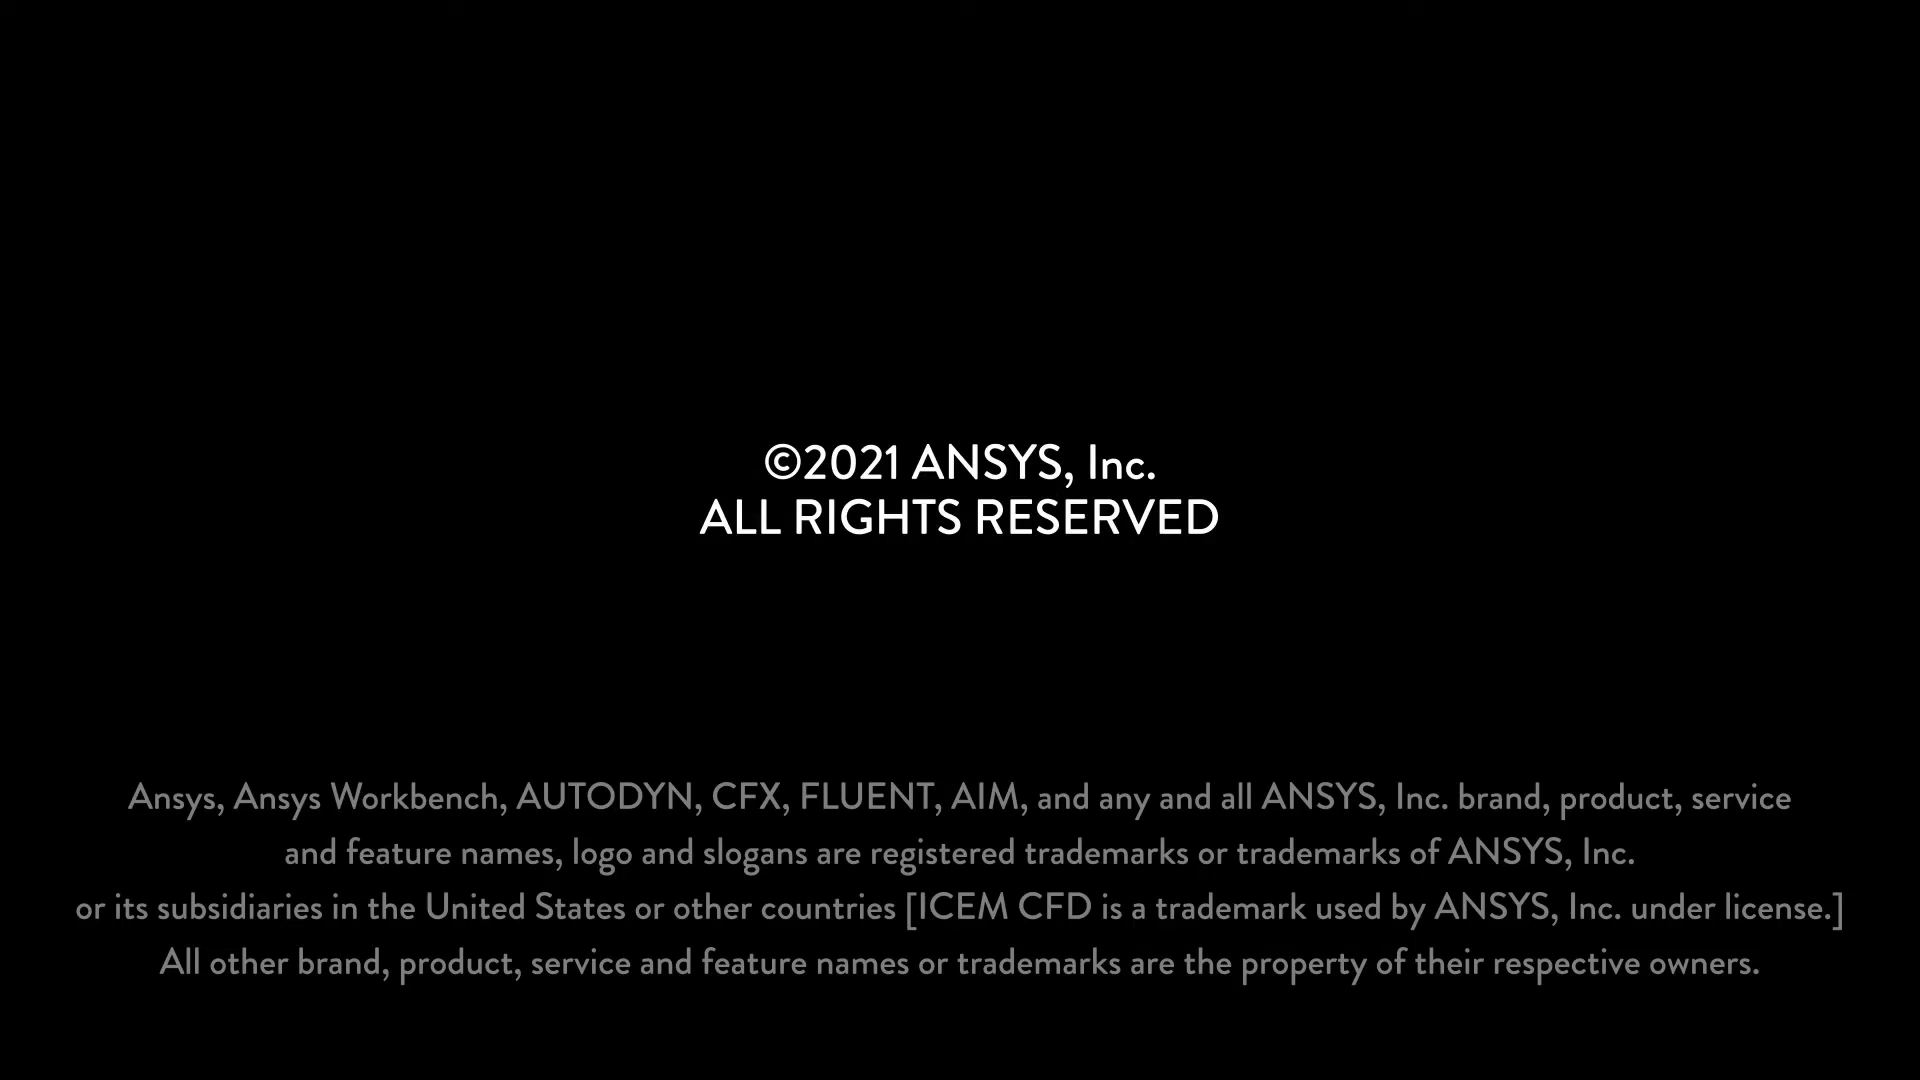 ©2021 ANSYS, Inc.
ALL RIGHTS RESERVED
Ansys, Ansys Workbench, AUTODYN, CFX, FLUENT, AIM, and any and all ANSYS, Inc. brand, product, service
and feature names, logo and slogans are registered trademarks or trademarks of ANSYS, Inc.
or its subsidiaries in the United States or other countries [ICEM CFD is a trademark used by ANSYS, Inc. under license.]
All other brand, product, service and feature names or trademarks are the property of their respective owners.